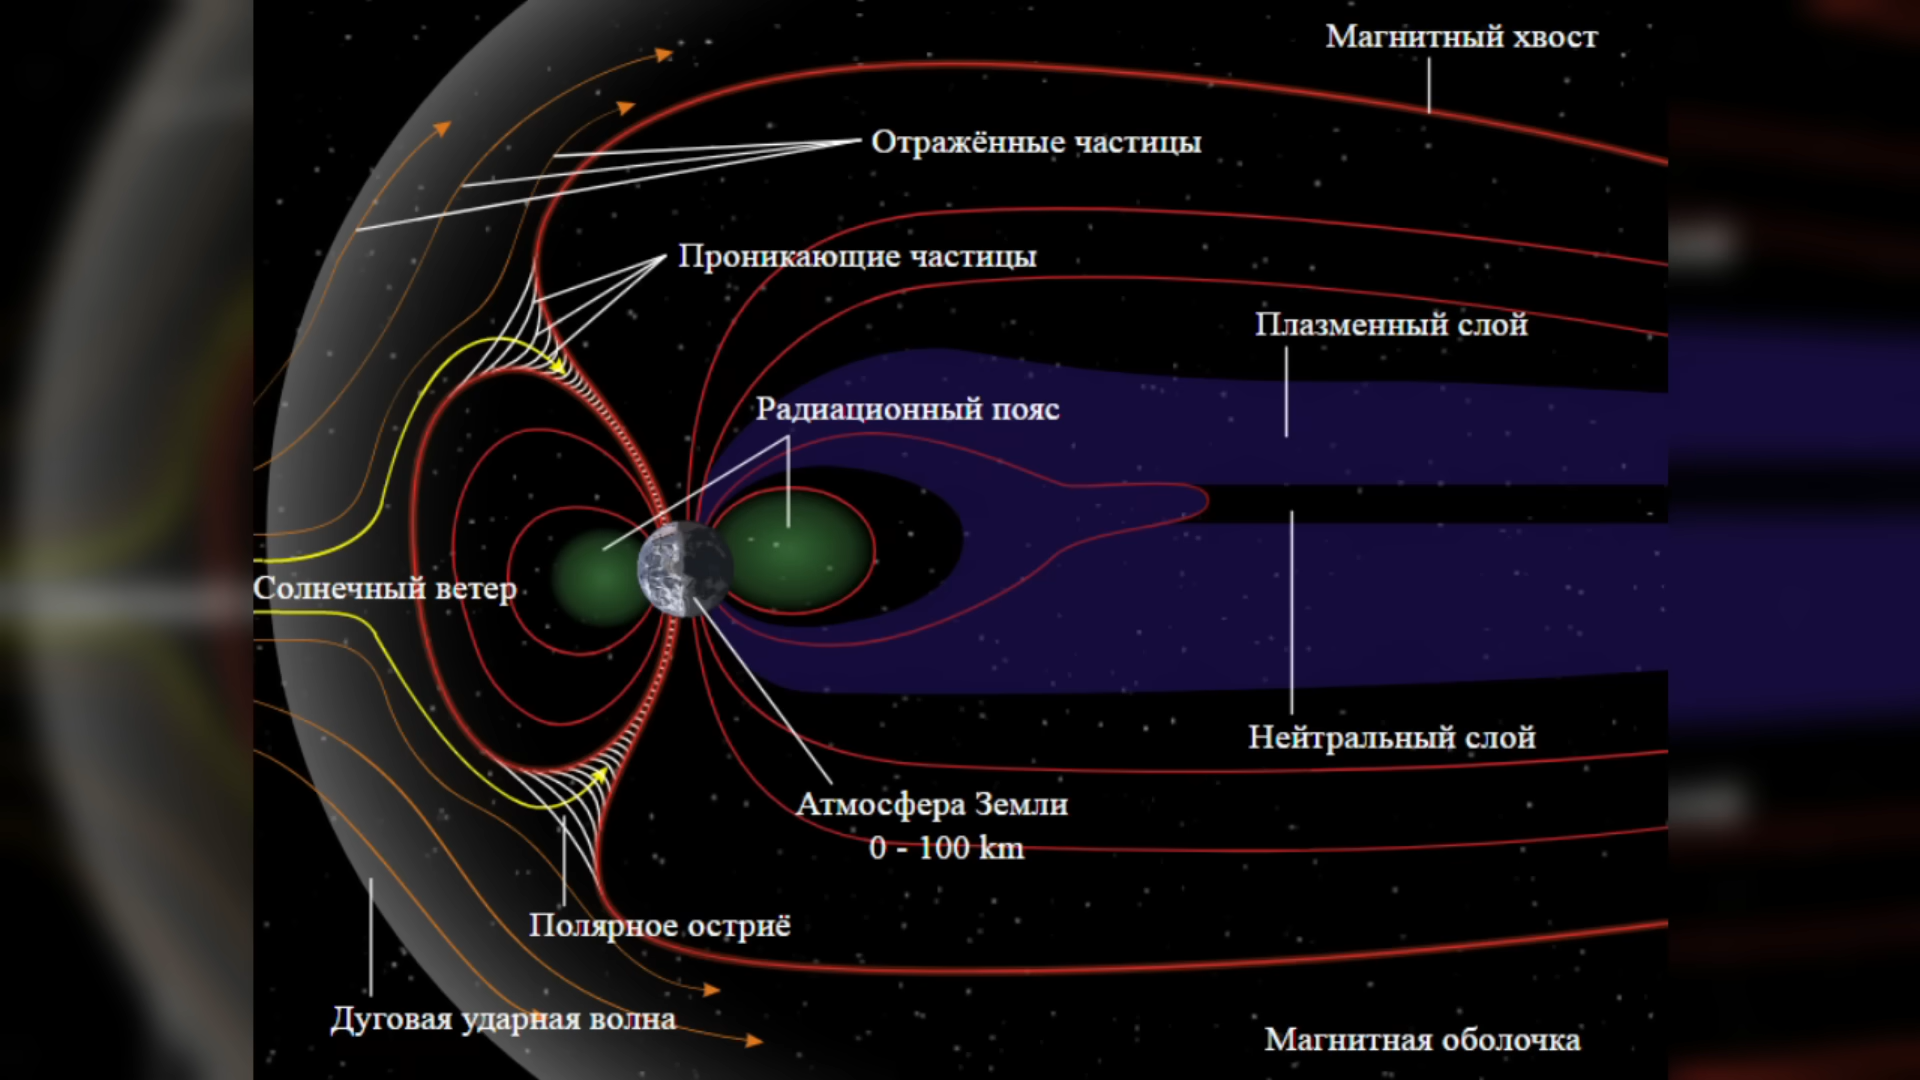 Магнитный хвост
Отражённые частицы
Проникающие частицы
Плазменный слой
Радиационный пояс
Солнечный ветер
Нейтральный слой
Атмосфера Земли
0 - 100 km
Полярное остриё
Дуговая ударная волна
Магнитная оболочка